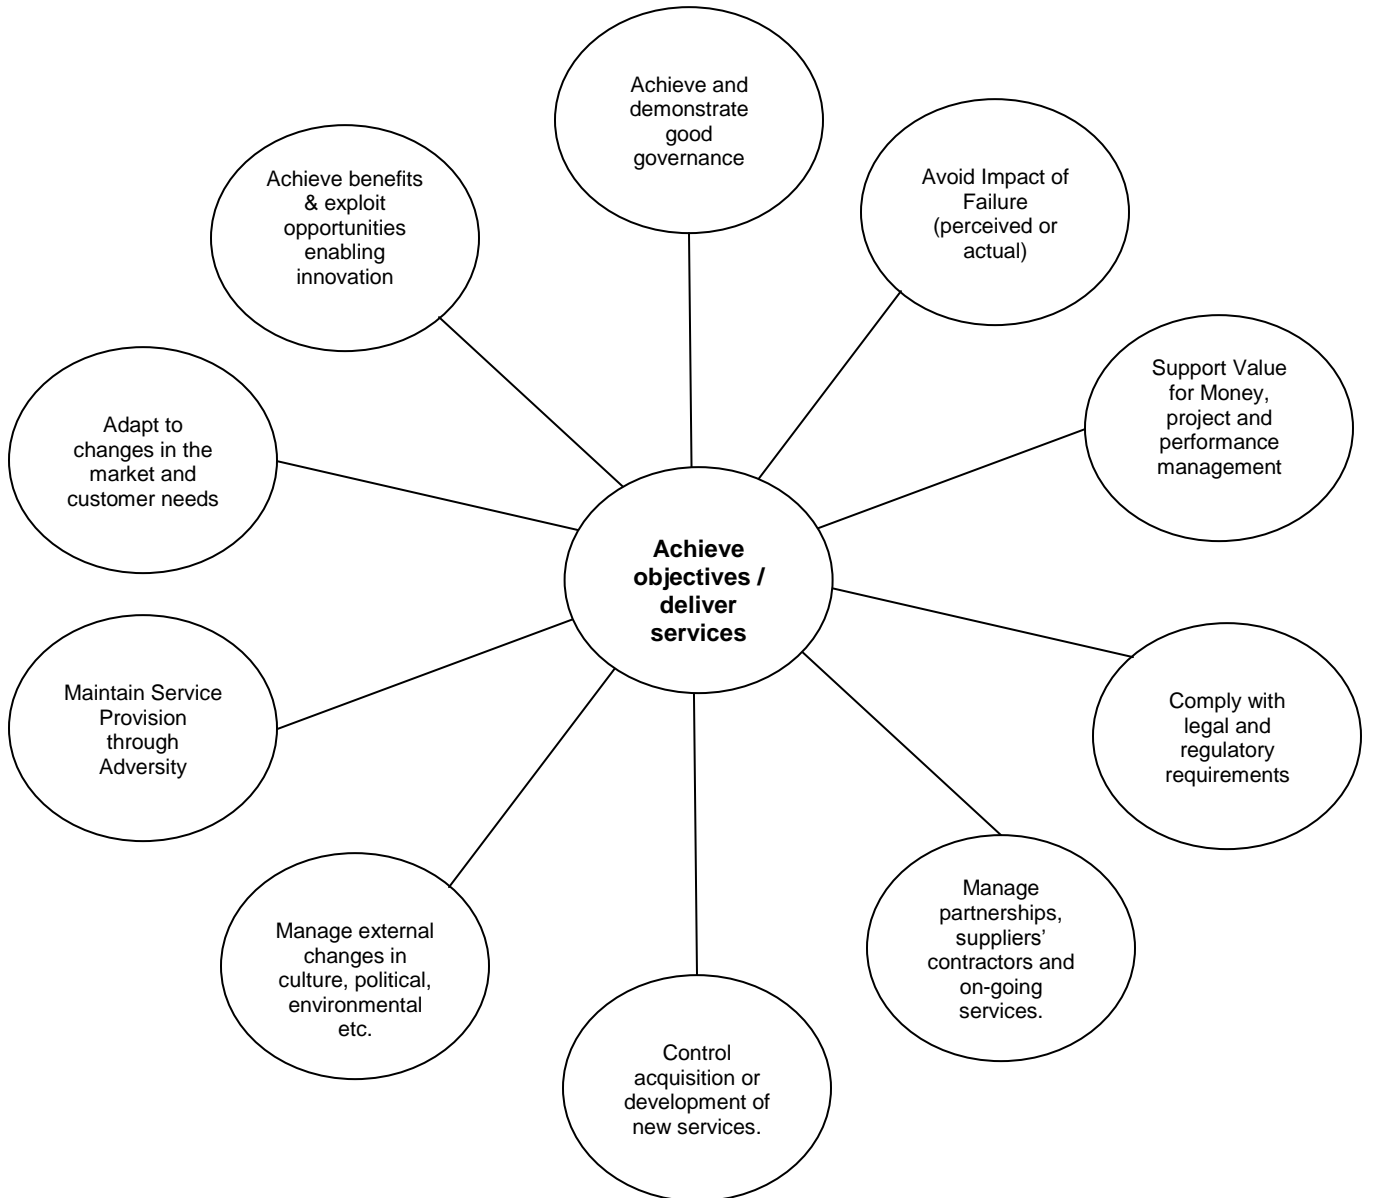 Achieve and
demonstrate
good
governance
Avoid Impact of
Failure
(perceived or
actual)
Achieve benefits
& exploit
opportunities
enabling
innovation
Support Value
for Money,
project and
performance
management
Adapt to
changes in the
market and
customer needs
Achieve
objectives /
deliver
services
Maintain Service
Provision
through
Adversity
Comply with
legal and
regulatory
requirements
Manage external
changes in
culture, political,
environmental
etc.
Manage
partnerships,
suppliers’
contractors and
on-going
services.
Control
acquisition or
development of
new services.